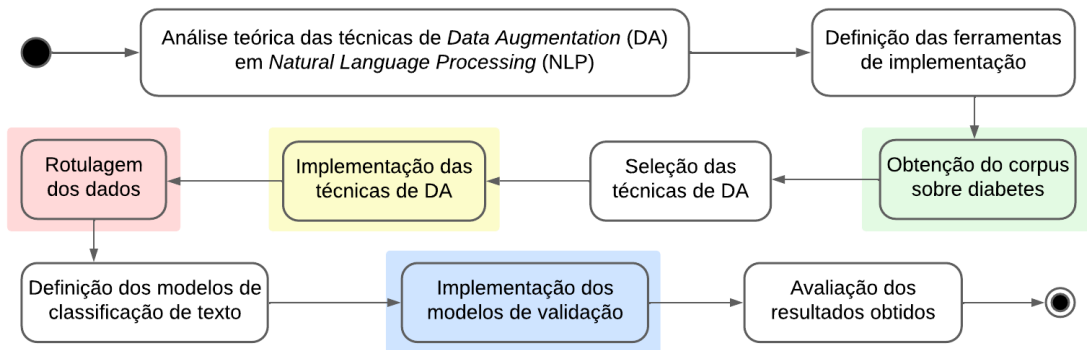 Análise teórica das técnicas de Data Augmentation (DA)
em Natural Language Processing (NLP)
Definição das ferramentas
de implementação
Obtenção do corpus
sobre diabetes
Seleção das
técnicas de DA
Implementação das
técnicas de DA
Rotulagem
dos dados
Definição dos modelos de
classificação de texto
Implementação dos
modelos de validação
Avaliação dos
resultados obtidos